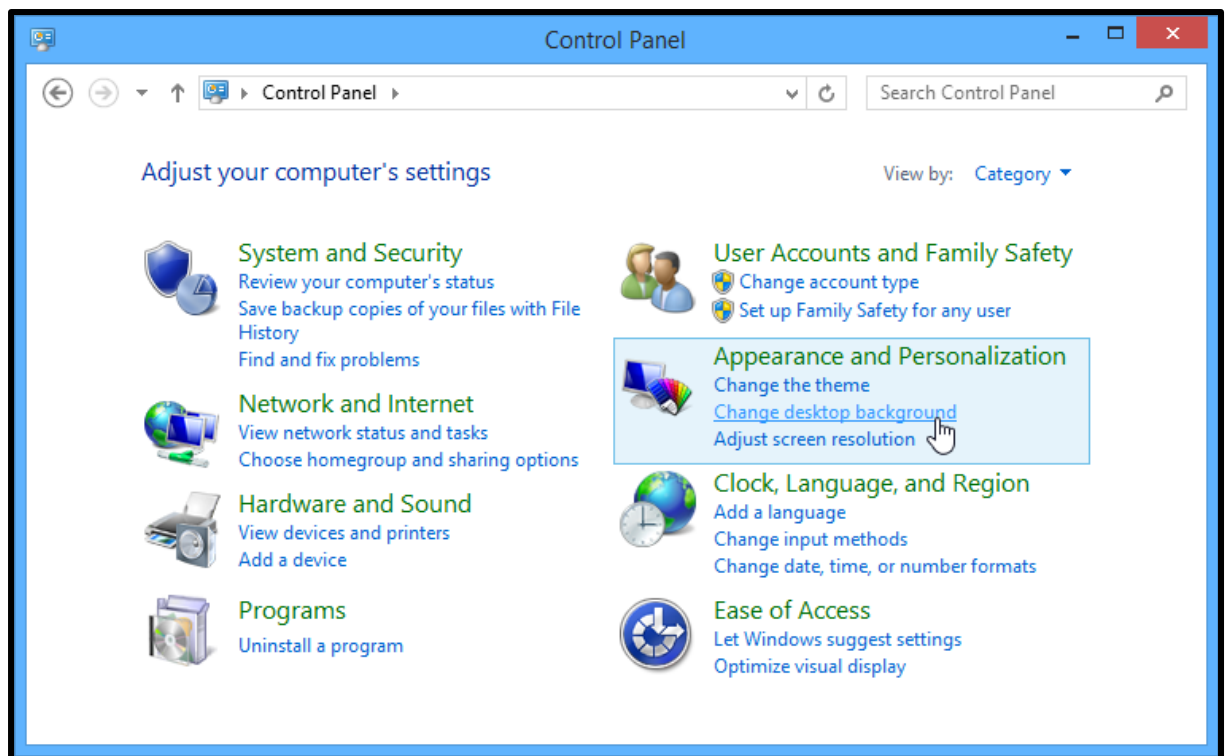 Control Panel
Control Panel
Search Control Panel
Adjust your computer's settings
View by: Category
System and Security
Review your computer's status
Save backup copies of your files with File
History
Find and fix problems
Network and Internet
View network status and tasks
Choose homegroup and sharing options
Hardware and Sound
View devices and printers
Add a device
Programs
Uninstall a program
User Accounts and Family Safety
Change account type
Set up Family Safety for any user
Appearance and Personalization
Change the theme
Change desktop background
Adjust screen resolution
Clock, Language, and Region
Add a language
Change input methods
Change date, time, or number formats
Ease of Access
Let Windows suggest settings
Optimize visual display